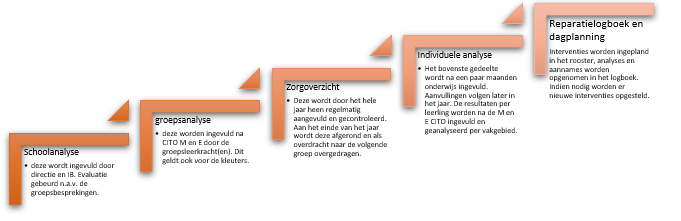 Schoolanalyse
• deze wordt ingevuld door
directie en IB. Evaluatie
gebeurd n.a.v. de
groepsbesprekingen.
groepsanalyse
• deze worden ingevuld na
CITO M en E door de
groepsleerkracht(en). Dit
geldt ook voor de kleuters.
Zorgoverzicht
• Deze wordt door het hele
jaar heen regelmatig
aangevuld en gecontroleerd.
Aan het einde van het jaar
wordt deze afgerond en als
overdracht naar de volgende
groep overgedragen.
Individuele analyse
• Het bovenste gedeelte
wordt na een paar maanden
onderwijs ingevuld.
Aanvullingen volgen later in
het jaar. De resultaten per
leerling worden na de M en
E CITO ingevuld en
geanalyseerd per vakgebied.
Reparatielogboek en
dagplanning
Interventies worden ingepland
in het rooster, analyses en
aannames worden
opgenomen in het logboek.
Indien nodig worden er
nieuwe interventies opgesteld.